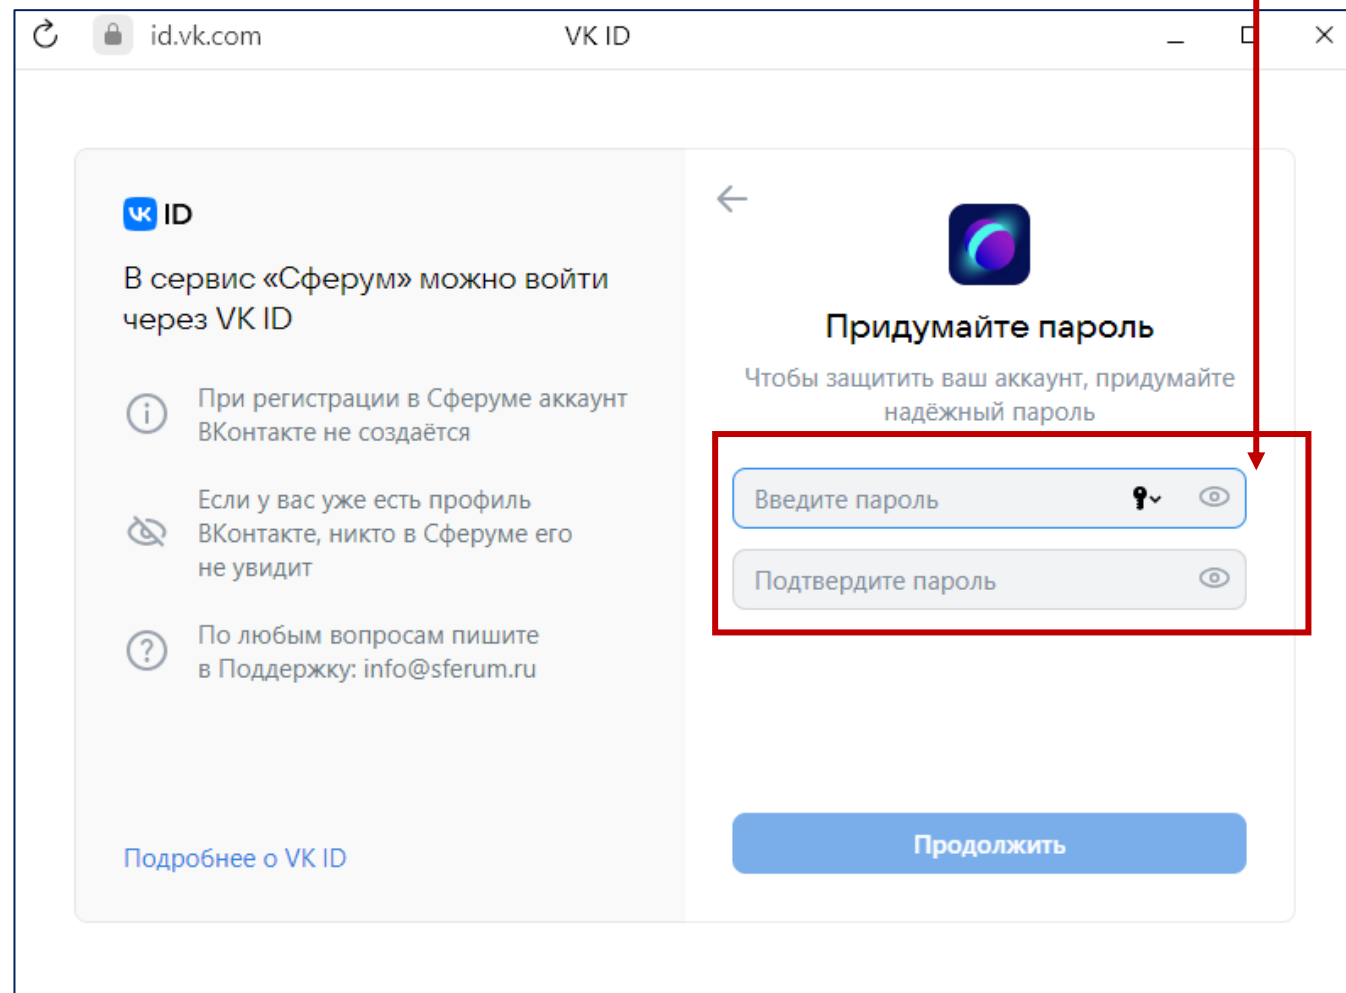 id.vk.com
VK ID
VK ID
В сервис «Сферум» можно войти
через VK ID
При регистрации в Сферуме аккаунт
ВКонтакте не создаётся
Если у вас уже есть профиль
ВКонтакте, никто в Сферуме его
не увидит
По любым вопросам пишите
в Поддержку: info@sferum.ru
Подробнее о VK ID
Придумайте пароль
Чтобы защитить ваш аккаунт, придумайте
надёжный пароль
Введите пароль
Подтвердите пароль
Продолжить